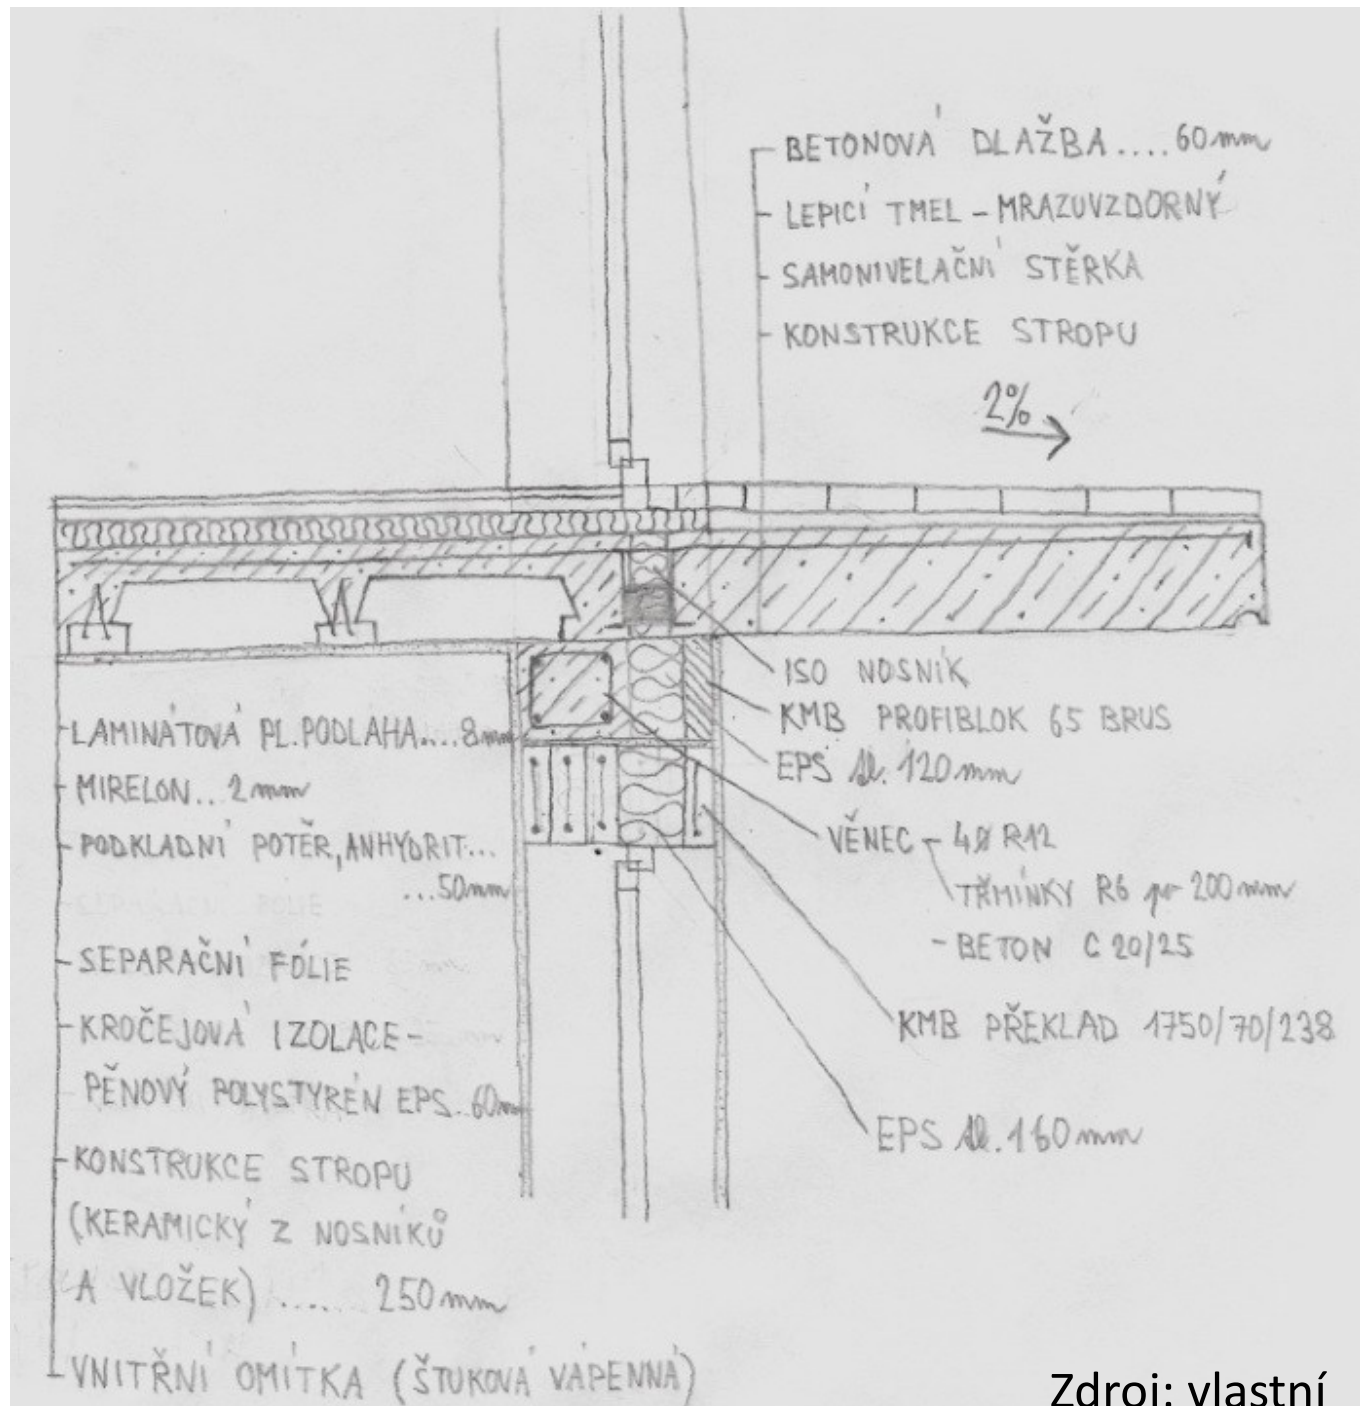 BETONOVÁ DLAŽBA....60mm
LEPICÍ TMEL - MRAZUVZDORNÝ
SAMONIVELAČNÍ STĚRKA
KONSTRUKCE STROPU
2%
ISO NOSNÍK
KMB PROFIBLOK 65 BRUS
EPS tl. 120mm
VĚNEC - 4Ø R12
TŘMÍNKY R6 po 200mm
- BETON C 20/25
KMB PŘEKLAD 1750/70/238
EPS tl. 160mm
LAMINÁTOVÁ PL. PODLAHA....8mm
MIRELON.. 2mm
PODKLADNÍ POTĚR, ANHYDRIT...
...50mm
SEPARAČNÍ FÓLIE
SEPARAČNÍ FÓLIE
KROČEJOVÁ IZOLACE -
PĚNOVÝ POLYSTYRÉN EPS..60mm
KONSTRUKCE STROPU
(KERAMICKÝ Z NOSNÍKŮ
A VLOŽEK) ..... 250mm
VNITŘNÍ OMÍTKA (ŠTUKOVÁ VÁPENNÁ)
Zdroj: vlastní